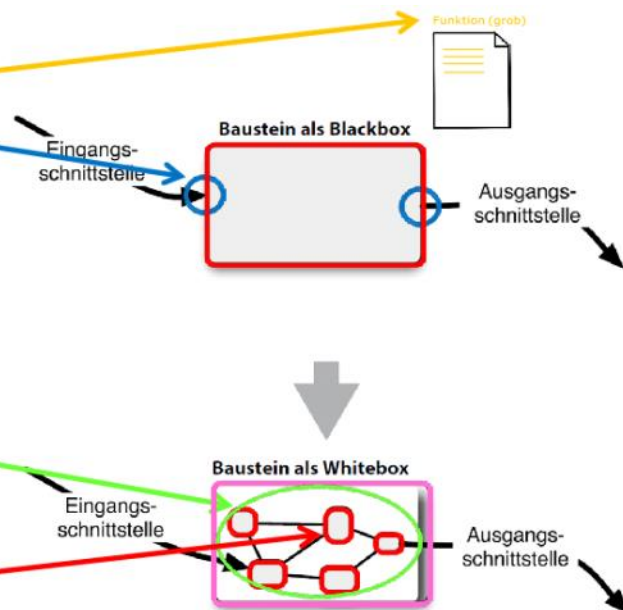 Funktion (grob)
Baustein als Blackbox
Eingangs-
schnittstelle
Ausgangs-
schnittstelle
Baustein als Whitebox
Eingangs-
schnittstelle
Ausgangs-
schnittstelle